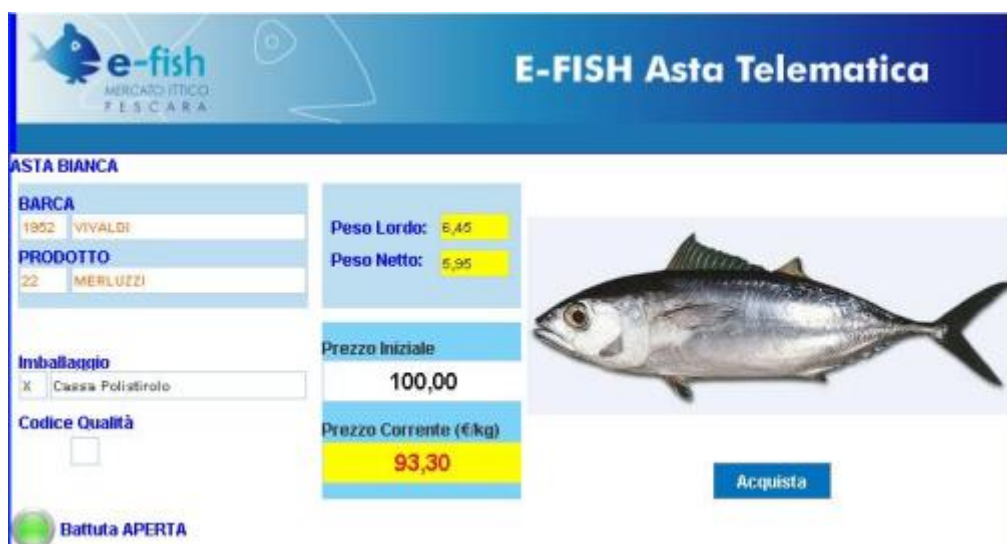 e-fish
MERCATO ITTICO
PESCARA
E-FISH Asta Telematica
ASTA BIANCA
BARCA
1952 VIVALDI
PRODOTTO
22 MERLUZZI
Peso Lordo: 6,45
Peso Netto: 5,95
Imballaggio
X Cassa Polistirolo
Codice Qualità
Prezzo Iniziale
100,00
Prezzo Corrente (€/kg)
93,30
Acquista
Battuta APERTA